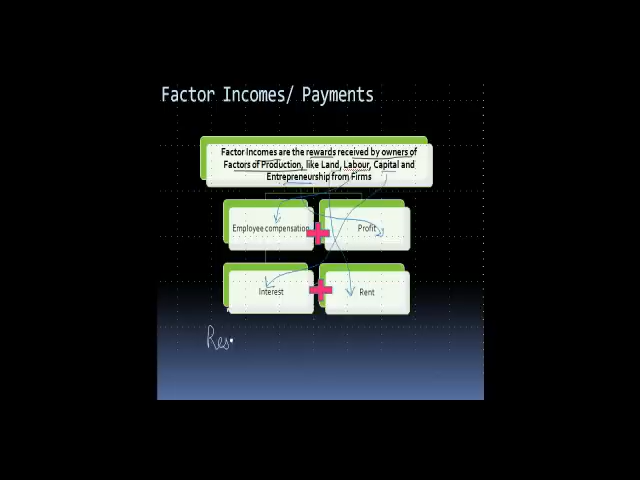 Factor Incomes/ Payments
Factor Incomes are the rewards received by owners of
Factors of Production, like Land, Labour, Capital and
Entrepreneurship from Firms
Employee compensation
Profit
Interest
Rent
Res